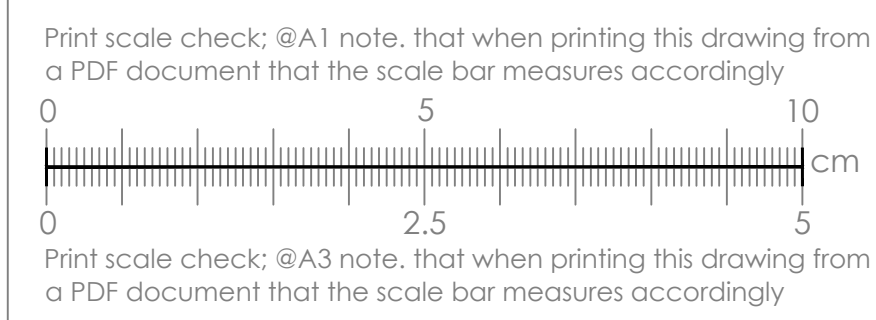 Print scale check; @A1 note. that when printing this drawing from
a PDF document that the scale bar measures accordingly
0 5 10
cm
0 2.5 5
Print scale check; @A3 note. that when printing this drawing from
a PDF document that the scale bar measures accordingly